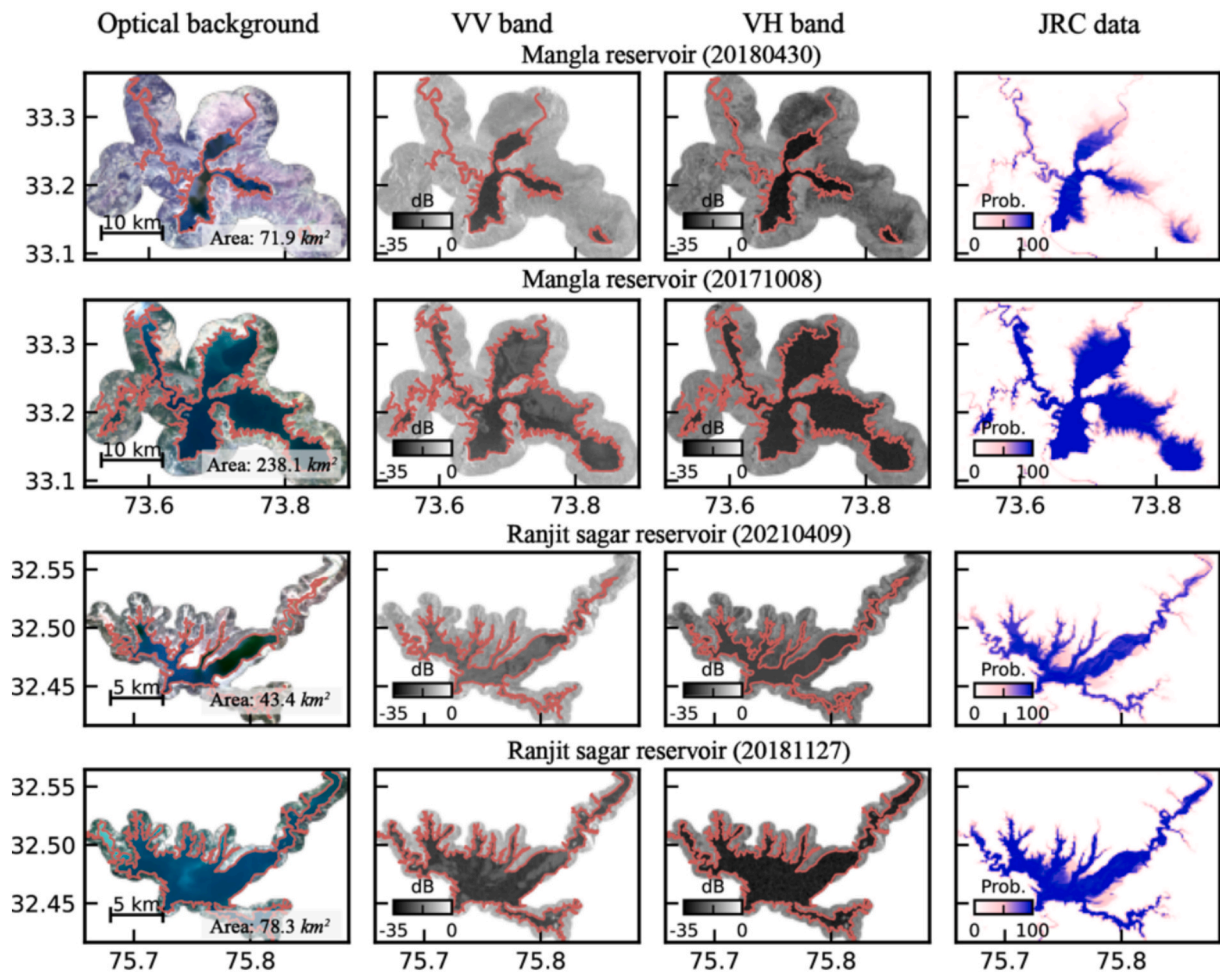 Optical background VV band VH band JRC data
Mangla reservoir (20180430)
33.3
33.2
33.1
10 km
Area: 71.9 km²
dB
-35 0
dB
-35 0
Prob.
0 100
Mangla reservoir (20171008)
33.3
33.2
33.1
10 km
Area: 238.1 km²
dB
-35 0
dB
-35 0
Prob.
0 100
73.6 73.8 73.6 73.8 73.6 73.8 73.6 73.8
Ranjit sagar reservoir (20210409)
32.55
32.50
32.45
5 km
Area: 43.4 km²
dB
-35 0
dB
-35 0
Prob.
0 100
Ranjit sagar reservoir (20181127)
32.55
32.50
32.45
5 km
Area: 78.3 km²
dB
-35 0
dB
-35 0
Prob.
0 100
75.7 75.8 75.7 75.8 75.7 75.8 75.7 75.8